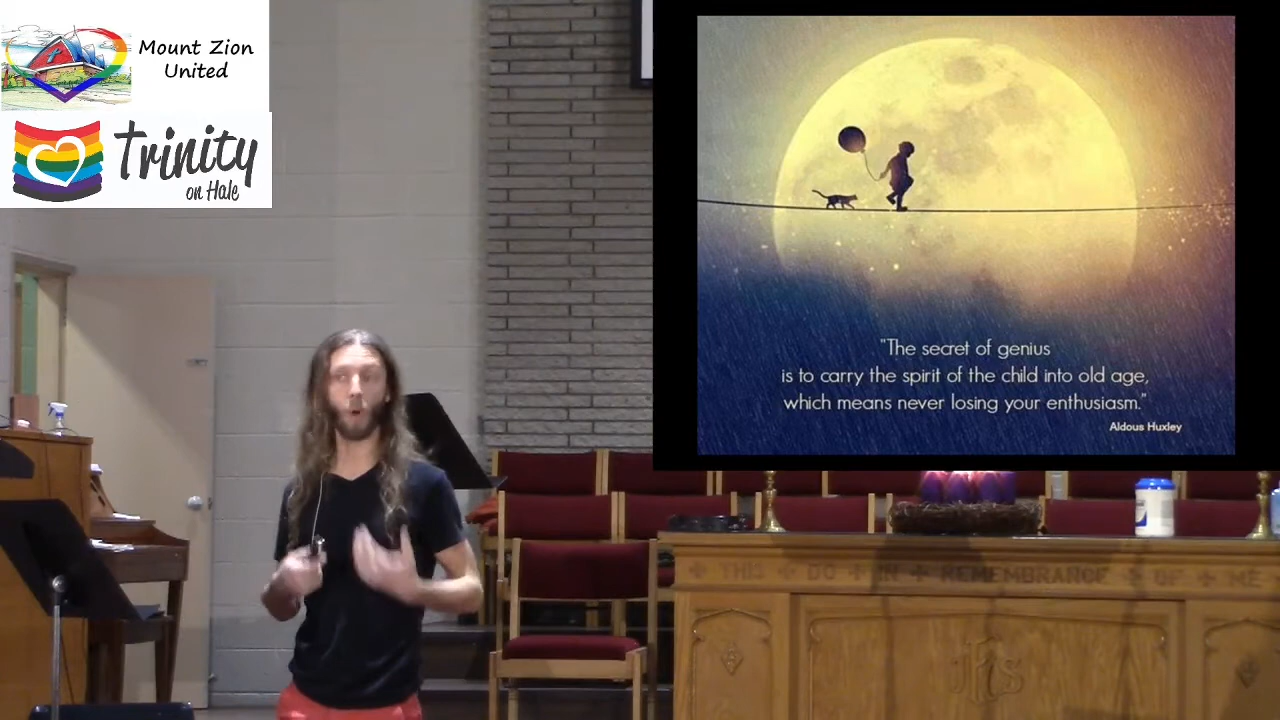 Mount Zion
United
Trinity
on Hale
"The secret of genius
is to carry the spirit of the child into old age,
which means never losing your enthusiasm."
Aldous Huxley
THIS DO IN REMEMBRANCE OF ME
IHS